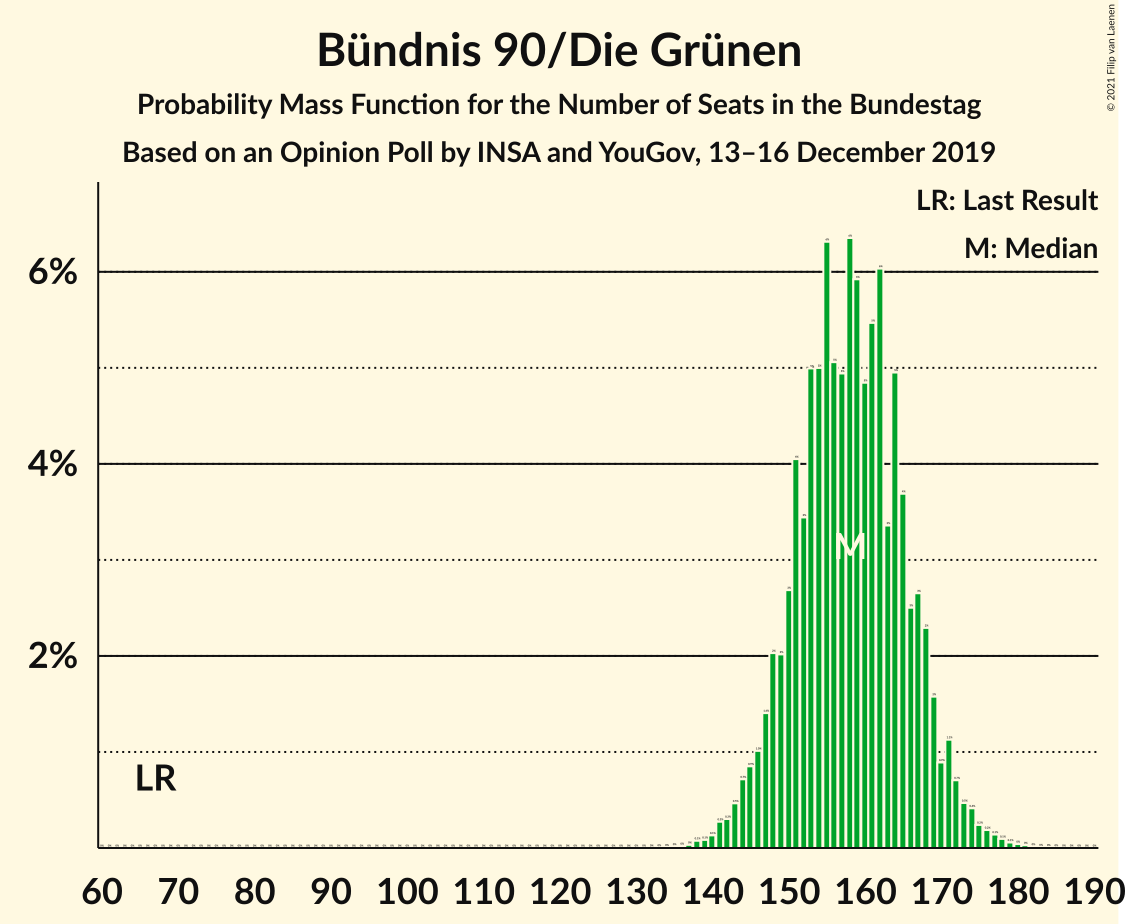 Bündnis 90/Die Grünen
Probability Mass Function for the Number of Seats in the Bundestag
Based on an Opinion Poll by INSA and YouGov, 13–16 December 2019
© 2021 Filip van Laenen
LR: Last Result
M: Median
6%
4%
2%
M
LR
60 70 80 90 100 110 120 130 140 150 160 170 180 190